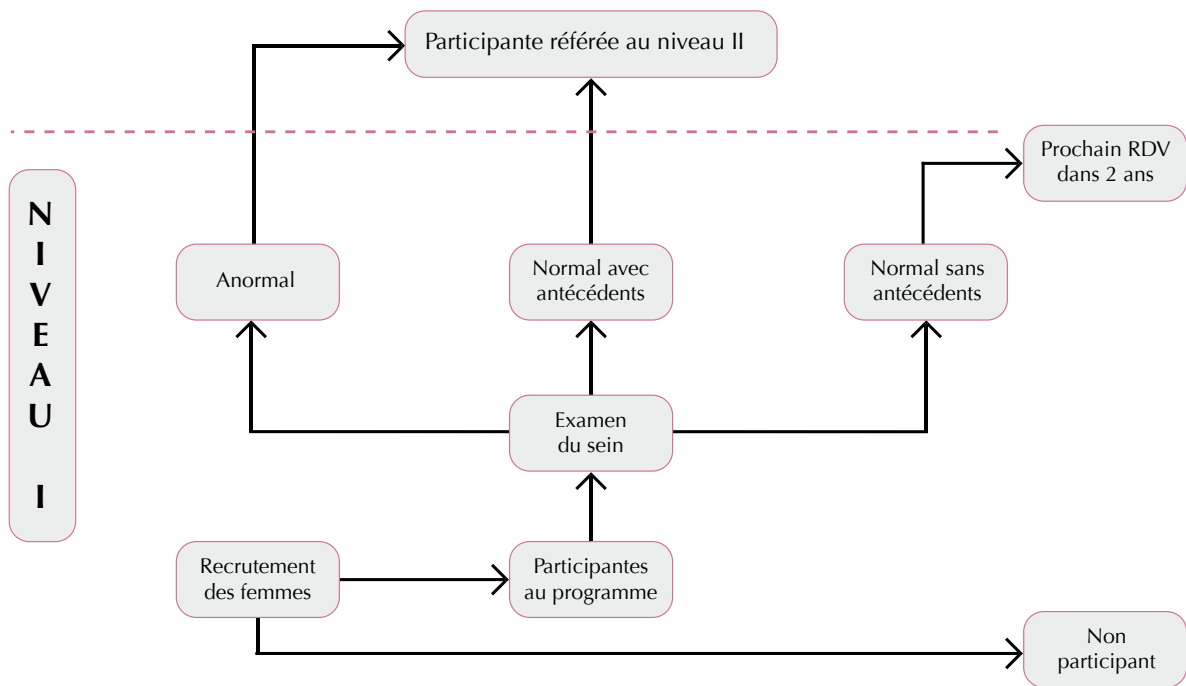 Participante référée au niveau II
Prochain RDV
dans 2 ans
NIVEAU I
Anormal
Normal avec
antécédents
Normal sans
antécédents
Examen
du sein
Recrutement
des femmes
Participantes
au programme
Non
participant